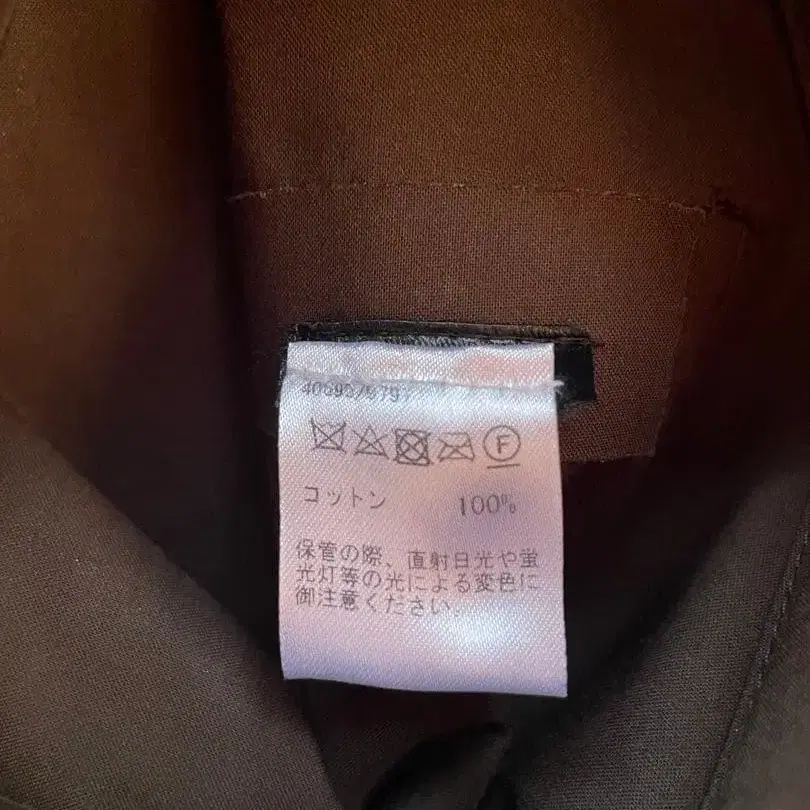 F
コットン 100%
保管の際、直射日光や蛍
光灯等の光による変色に
御注意ください。